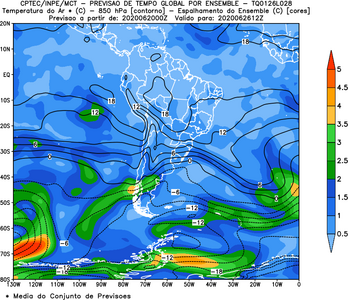 CPTEC/INPE/MCT - PREVISAO DE TEMPO GLOBAL POR ENSEMBLE - TQ0126L028
Temperatura do Ar * (C) - 850 hPa [contorno] - Espalhamento do Ensemble (C) [cores]
Previsao a partir de: 2020062000Z Valido para: 2020062612Z
20N
10N
EQ
10S
20S
30S
40S
50S
60S
70S
80S
130W 120W 110W 100W 90W 80W 70W 60W 50W 40W 30W 20W 10W 0
18
18
12
12
18
12
6
6
0
6
-6
-12
-12
-6
-12
-12
-18
5
4.5
4
3.5
3
2.5
2
1.5
1
0.5
* Media do Conjunto de Previsoes